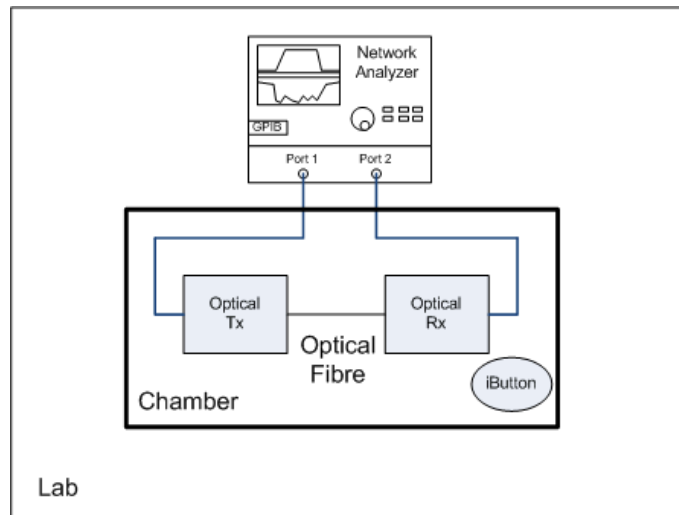 Network
Analyzer
GPIB
Port 1
Port 2
Optical
Tx
Optical
Rx
Optical
Fibre
iButton
Chamber
Lab